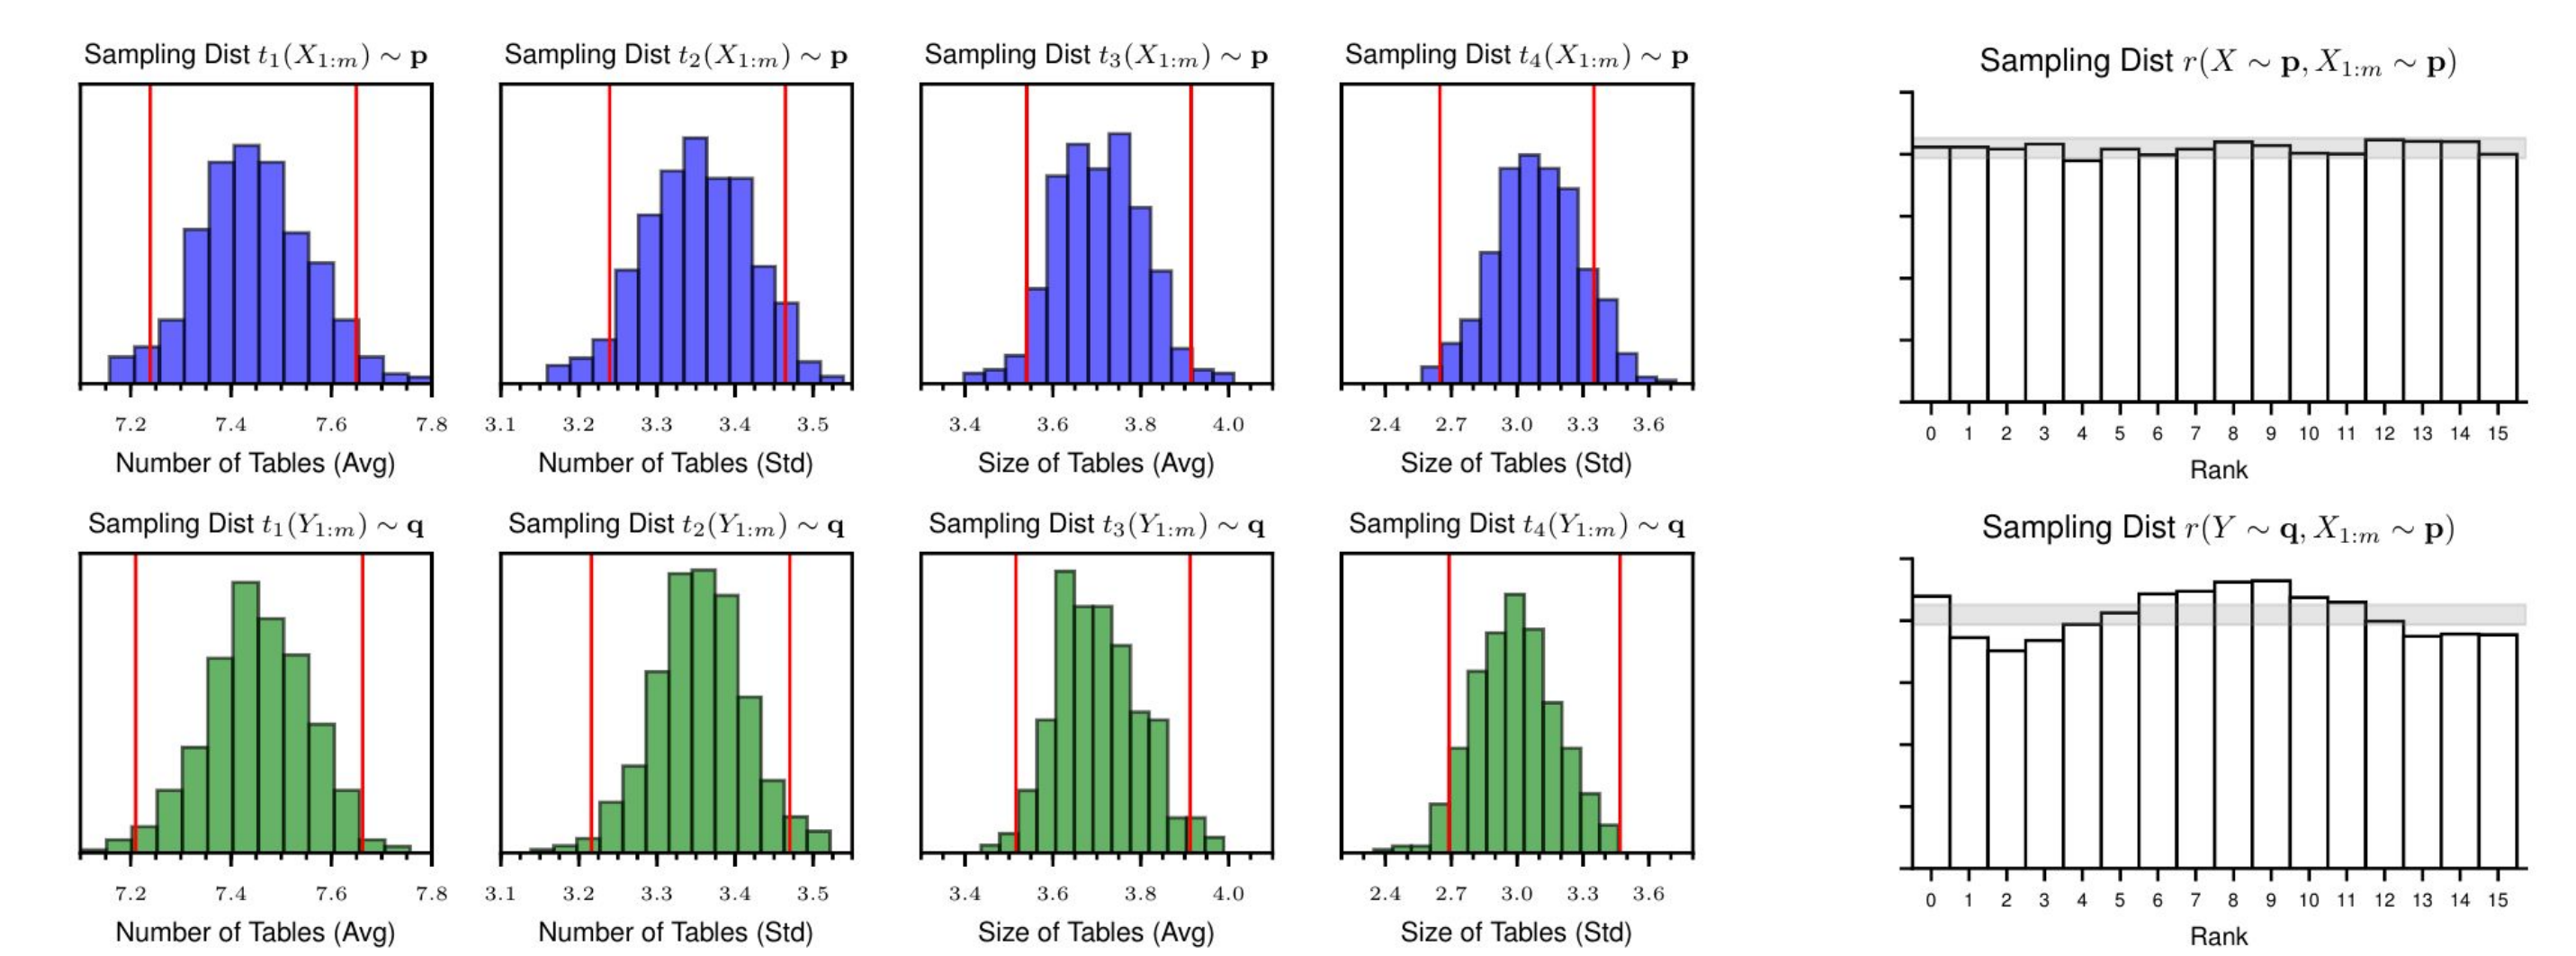 Sampling Dist t₁(X₁:ₘ) ∼ p
7.2 7.4 7.6 7.8
Number of Tables (Avg)
Sampling Dist t₂(X₁:ₘ) ∼ p
3.1 3.2 3.3 3.4 3.5
Number of Tables (Std)
Sampling Dist t₃(X₁:ₘ) ∼ p
3.4 3.6 3.8 4.0
Size of Tables (Avg)
Sampling Dist t₄(X₁:ₘ) ∼ p
2.4 2.7 3.0 3.3 3.6
Size of Tables (Std)
Sampling Dist r(X ∼ p, X₁:ₘ ∼ p)
0 1 2 3 4 5 6 7 8 9 10 11 12 13 14 15
Rank
Sampling Dist t₁(Y₁:ₘ) ∼ q
7.2 7.4 7.6 7.8
Number of Tables (Avg)
Sampling Dist t₂(Y₁:ₘ) ∼ q
3.1 3.2 3.3 3.4 3.5
Number of Tables (Std)
Sampling Dist t₃(Y₁:ₘ) ∼ q
3.4 3.6 3.8 4.0
Size of Tables (Avg)
Sampling Dist t₄(Y₁:ₘ) ∼ q
2.4 2.7 3.0 3.3 3.6
Size of Tables (Std)
Sampling Dist r(Y ∼ q, X₁:ₘ ∼ p)
0 1 2 3 4 5 6 7 8 9 10 11 12 13 14 15
Rank